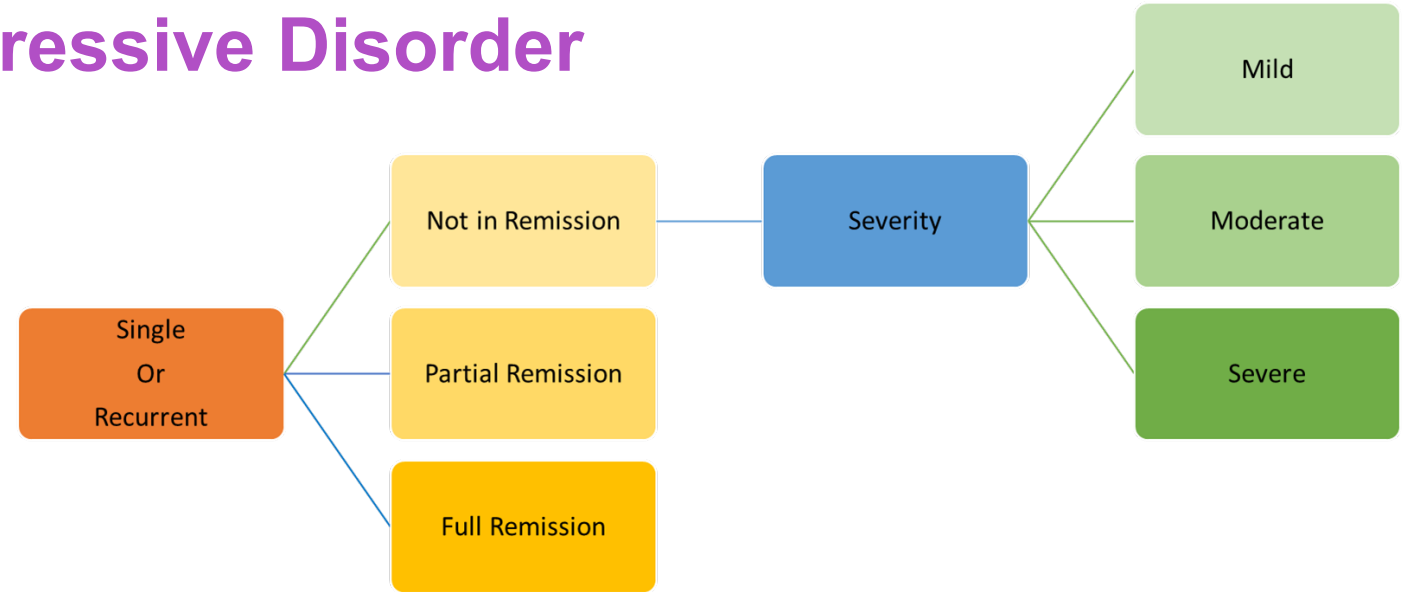 ressive Disorder
Mild
Not in Remission
Severity
Moderate
Single
Or
Recurrent
Partial Remission
Severe
Full Remission